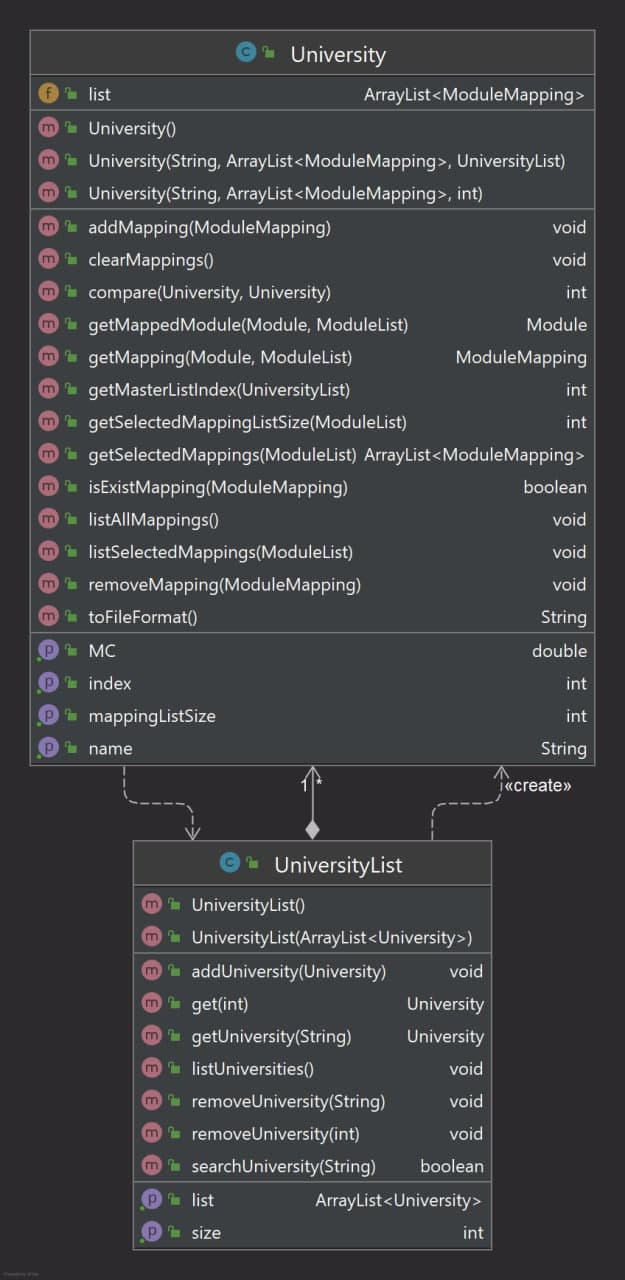 C University
f list ArrayList<ModuleMapping>
m University()
m University(String, ArrayList<ModuleMapping>, UniversityList)
m University(String, ArrayList<ModuleMapping>, int)
m addMapping(ModuleMapping) void
m clearMappings() void
m compare(University, University) int
m getMappedModule(Module, ModuleList) Module
m getMapping(Module, ModuleList) ModuleMapping
m getMasterListIndex(UniversityList) int
m getSelectedMappingListSize(ModuleList) int
m getSelectedMappings(ModuleList) ArrayList<ModuleMapping>
m isExistMapping(ModuleMapping) boolean
m listAllMappings() void
m listSelectedMappings(ModuleList) void
m removeMapping(ModuleMapping) void
m toFileFormat() String
p MC double
p index int
p mappingListSize int
p name String
1 * «create»
C UniversityList
m UniversityList()
m UniversityList(ArrayList<University>)
m addUniversity(University) void
m get(int) University
m getUniversity(String) University
m listUniversities() void
m removeUniversity(String) void
m removeUniversity(int) void
m searchUniversity(String) boolean
p list ArrayList<University>
p size int